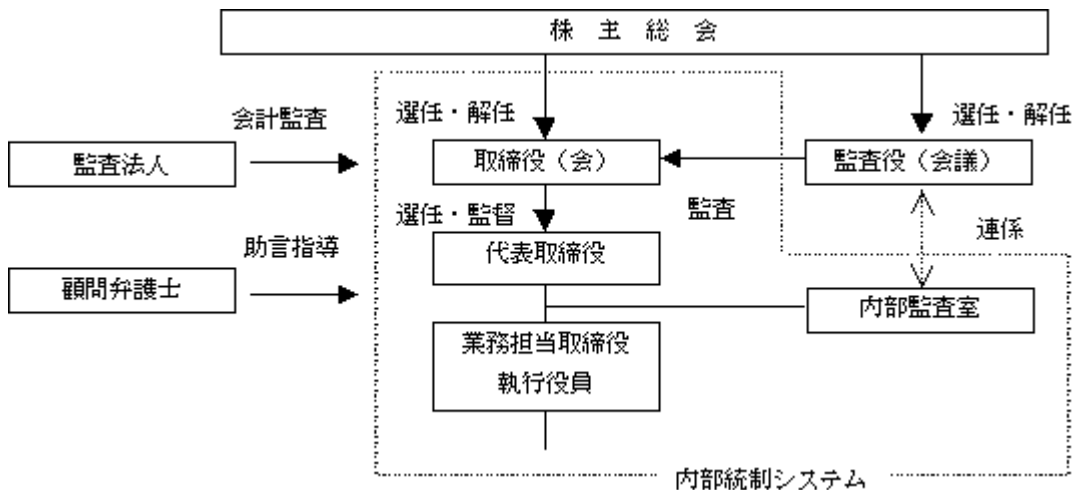 株主総会
選任・解任
選任・解任
会計監査
監査法人
取締役（会）
監査役（会議）
選任・監督
監査
助言指導
代表取締役
連係
顧問弁護士
内部監査室
業務担当取締役
執行役員
内部統制システム